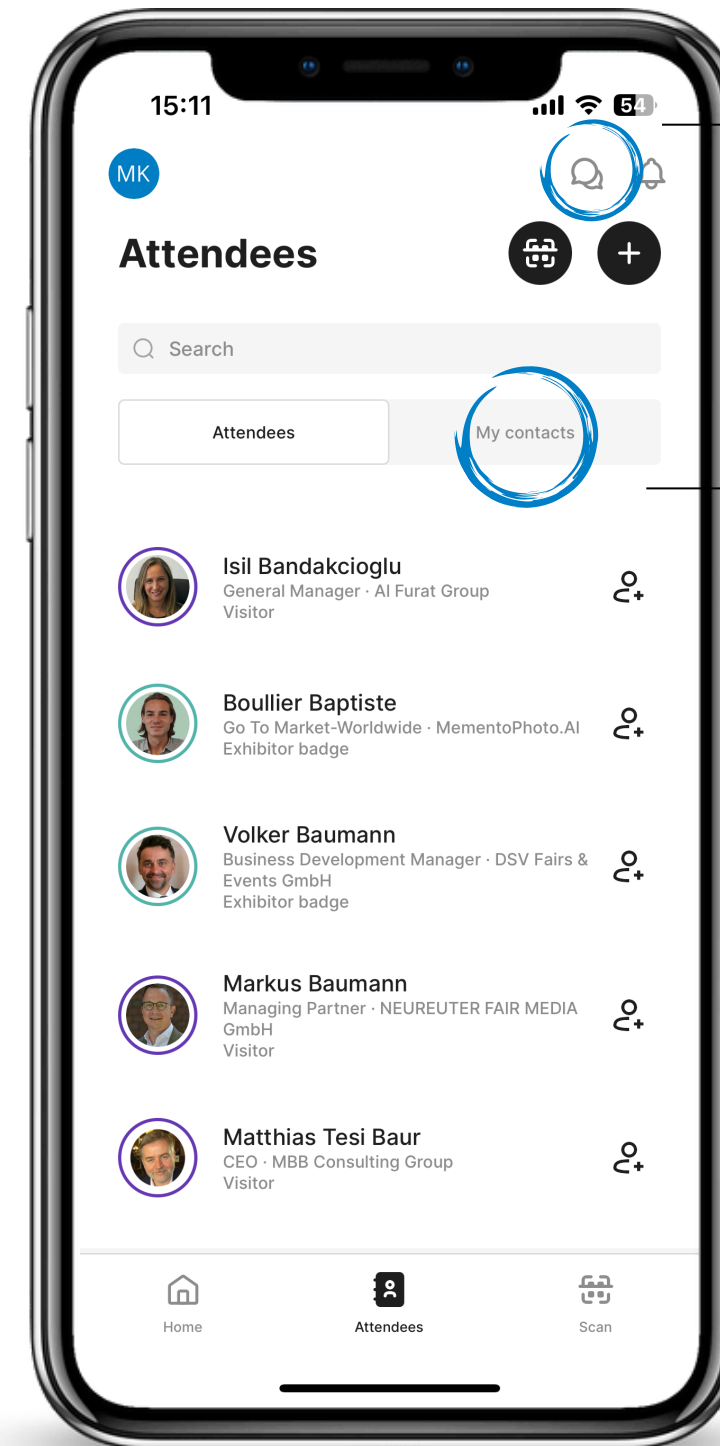 15:11
54
MK
Attendees
Search
Attendees
My contacts
Isil Bandakcioglu
General Manager · Al Furat Group
Visitor
Boullier Baptiste
Go To Market-Worldwide · MementoPhoto.AI
Exhibitor badge
Volker Baumann
Business Development Manager · DSV Fairs &
Events GmbH
Exhibitor badge
Markus Baumann
Managing Partner · NEUREUTER FAIR MEDIA
GmbH
Visitor
Matthias Tesi Baur
CEO · MBB Consulting Group
Visitor
Home
Attendees
Scan